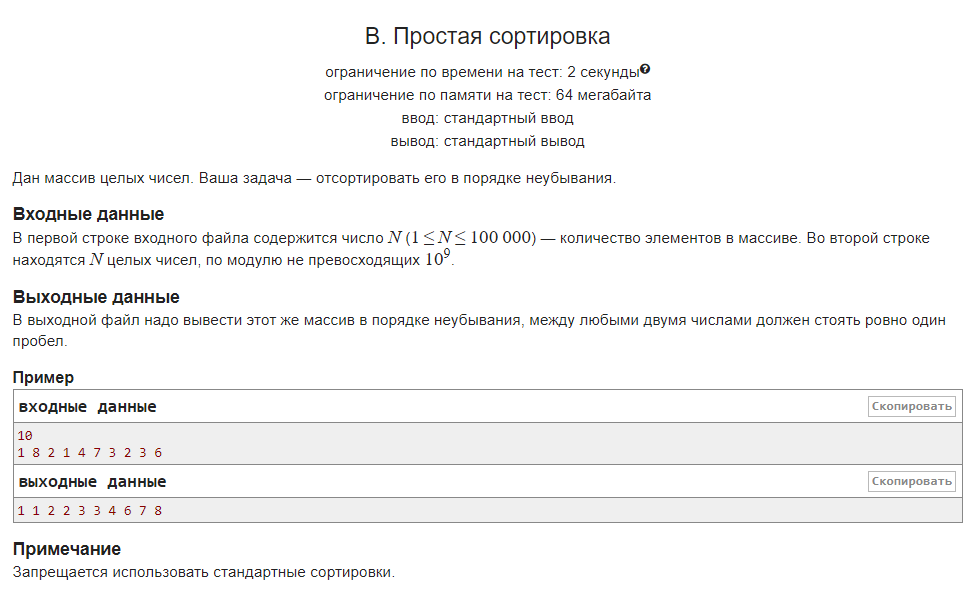 B. Простая сортировка
ограничение по времени на тест: 2 секунды
ограничение по памяти на тест: 64 мегабайта
ввод: стандартный ввод
вывод: стандартный вывод
Дан массив целых чисел. Ваша задача — отсортировать его в порядке неубывания.
Входные данные
В первой строке входного файла содержится число N (1 ≤ N ≤ 100 000) — количество элементов в массиве. Во второй строке
находятся N целых чисел, по модулю не превосходящих 10⁹.
Выходные данные
В выходной файл надо вывести этот же массив в порядке неубывания, между любыми двумя числами должен стоять ровно один
пробел.
Пример
входные данные Скопировать
10
1 8 2 1 4 7 3 2 3 6
выходные данные Скопировать
1 1 2 2 3 3 4 6 7 8
Примечание
Запрещается использовать стандартные сортировки.